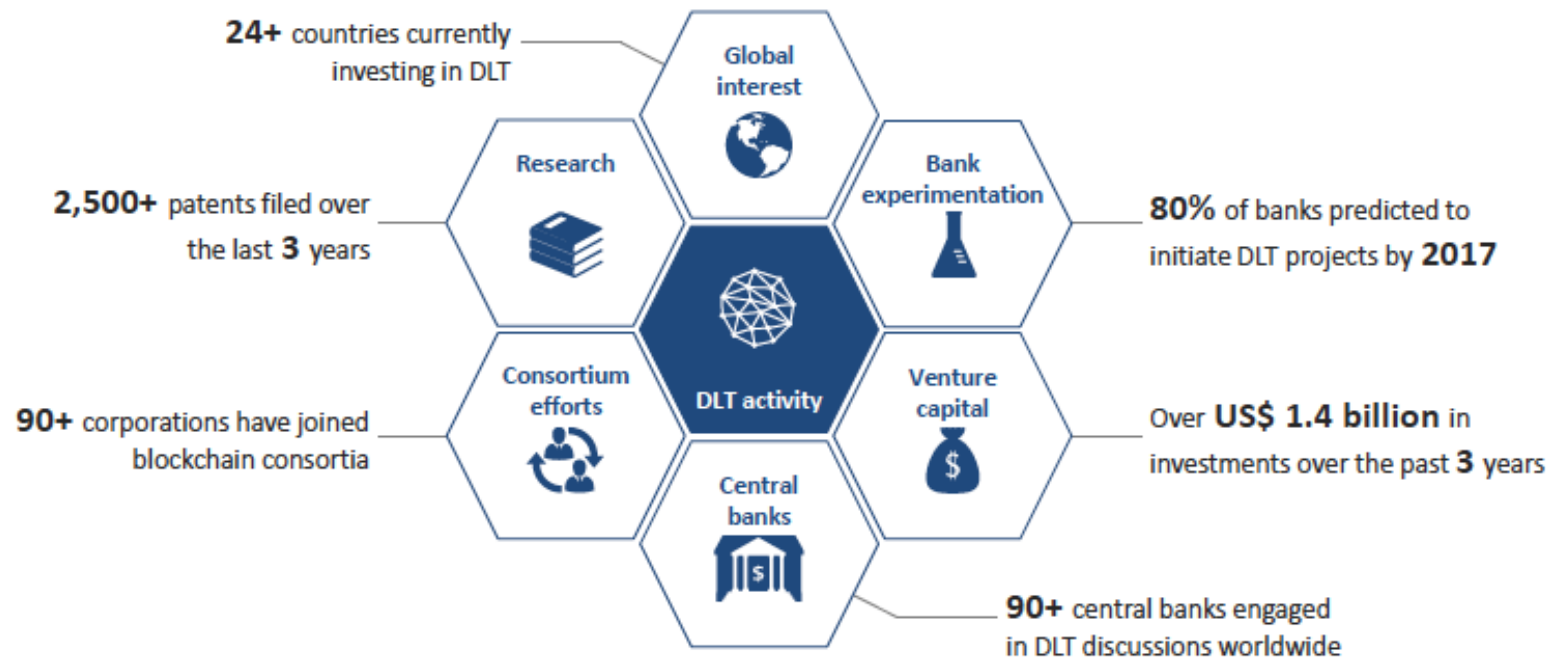 24+ countries currently
investing in DLT
Global
interest
Research
2,500+ patents filed over
the last 3 years
Bank
experimentation
80% of banks predicted to
initiate DLT projects by 2017
DLT activity
Consortium
efforts
90+ corporations have joined
blockchain consortia
Venture
capital
$
Over US$ 1.4 billion in
investments over the past 3 years
Central
banks
$
90+ central banks engaged
in DLT discussions worldwide